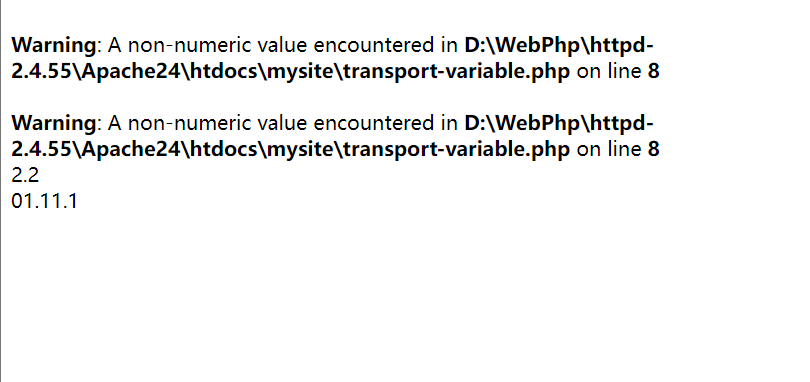 Warning: A non-numeric value encountered in D:\WebPhp\httpd-
2.4.55\Apache24\htdocs\mysite\transport-variable.php on line 8
Warning: A non-numeric value encountered in D:\WebPhp\httpd-
2.4.55\Apache24\htdocs\mysite\transport-variable.php on line 8
2.2
01.11.1